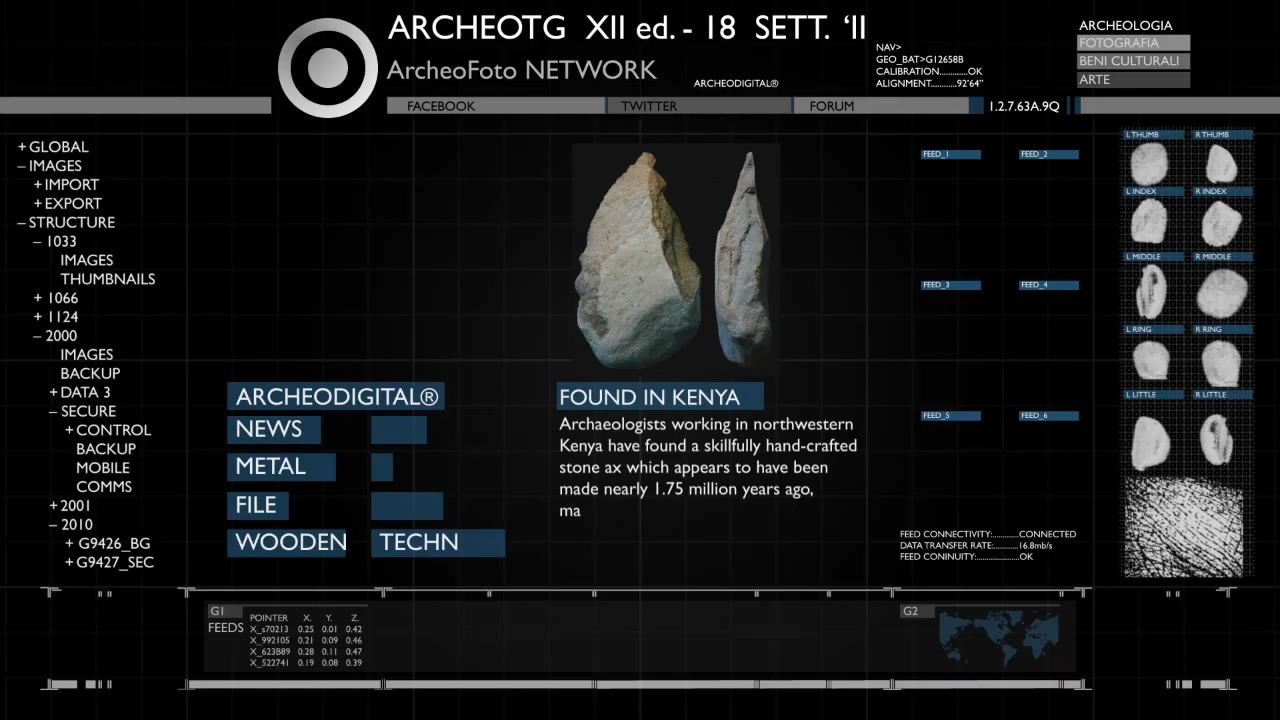 ARCHEOTG XII ed. - 18 SETT. ‘II
ArcheoFoto NETWORK
ARCHEODIGITAL®
NAV>
GEO_BAT>G12658B
CALIBRATION.............OK
ALIGNMENT............92'64"
ARCHEOLOGIA
FOTOGRAFIA
BENI CULTURALI
ARTE
FACEBOOK
TWITTER
FORUM
1.2.7.63A.9Q
+ GLOBAL
– IMAGES
+ IMPORT
+ EXPORT
– STRUCTURE
– 1033
IMAGES
THUMBNAILS
+ 1066
+ 1124
– 2000
IMAGES
BACKUP
+ DATA 3
– SECURE
+ CONTROL
BACKUP
MOBILE
COMMS
+ 2001
– 2010
+ G9426_BG
+ G9427_SEC
ARCHEODIGITAL®
NEWS
METAL
FILE
WOODEN
TECHN
FOUND IN KENYA
Archaeologists working in northwestern
Kenya have found a skillfully hand-crafted
stone ax which appears to have been
made nearly 1.75 million years ago,
ma
FEED_1
FEED_2
FEED_3
FEED_4
FEED_5
FEED_6
FEED CONNECTIVITY:...........CONNECTED
DATA TRANSFER RATE:...........16.8mb/s
FEED CONINUITY:....................OK
L THUMB
R THUMB
L INDEX
R INDEX
L MIDDLE
R MIDDLE
L RING
R RING
L LITTLE
R LITTLE
G1
FEEDS
POINTER X. Y. Z.
X_s70213 0.25 0.01 0.42
X_992105 0.21 0.09 0.46
X_623B89 0.28 0.11 0.47
X_522741 0.19 0.08 0.39
G2